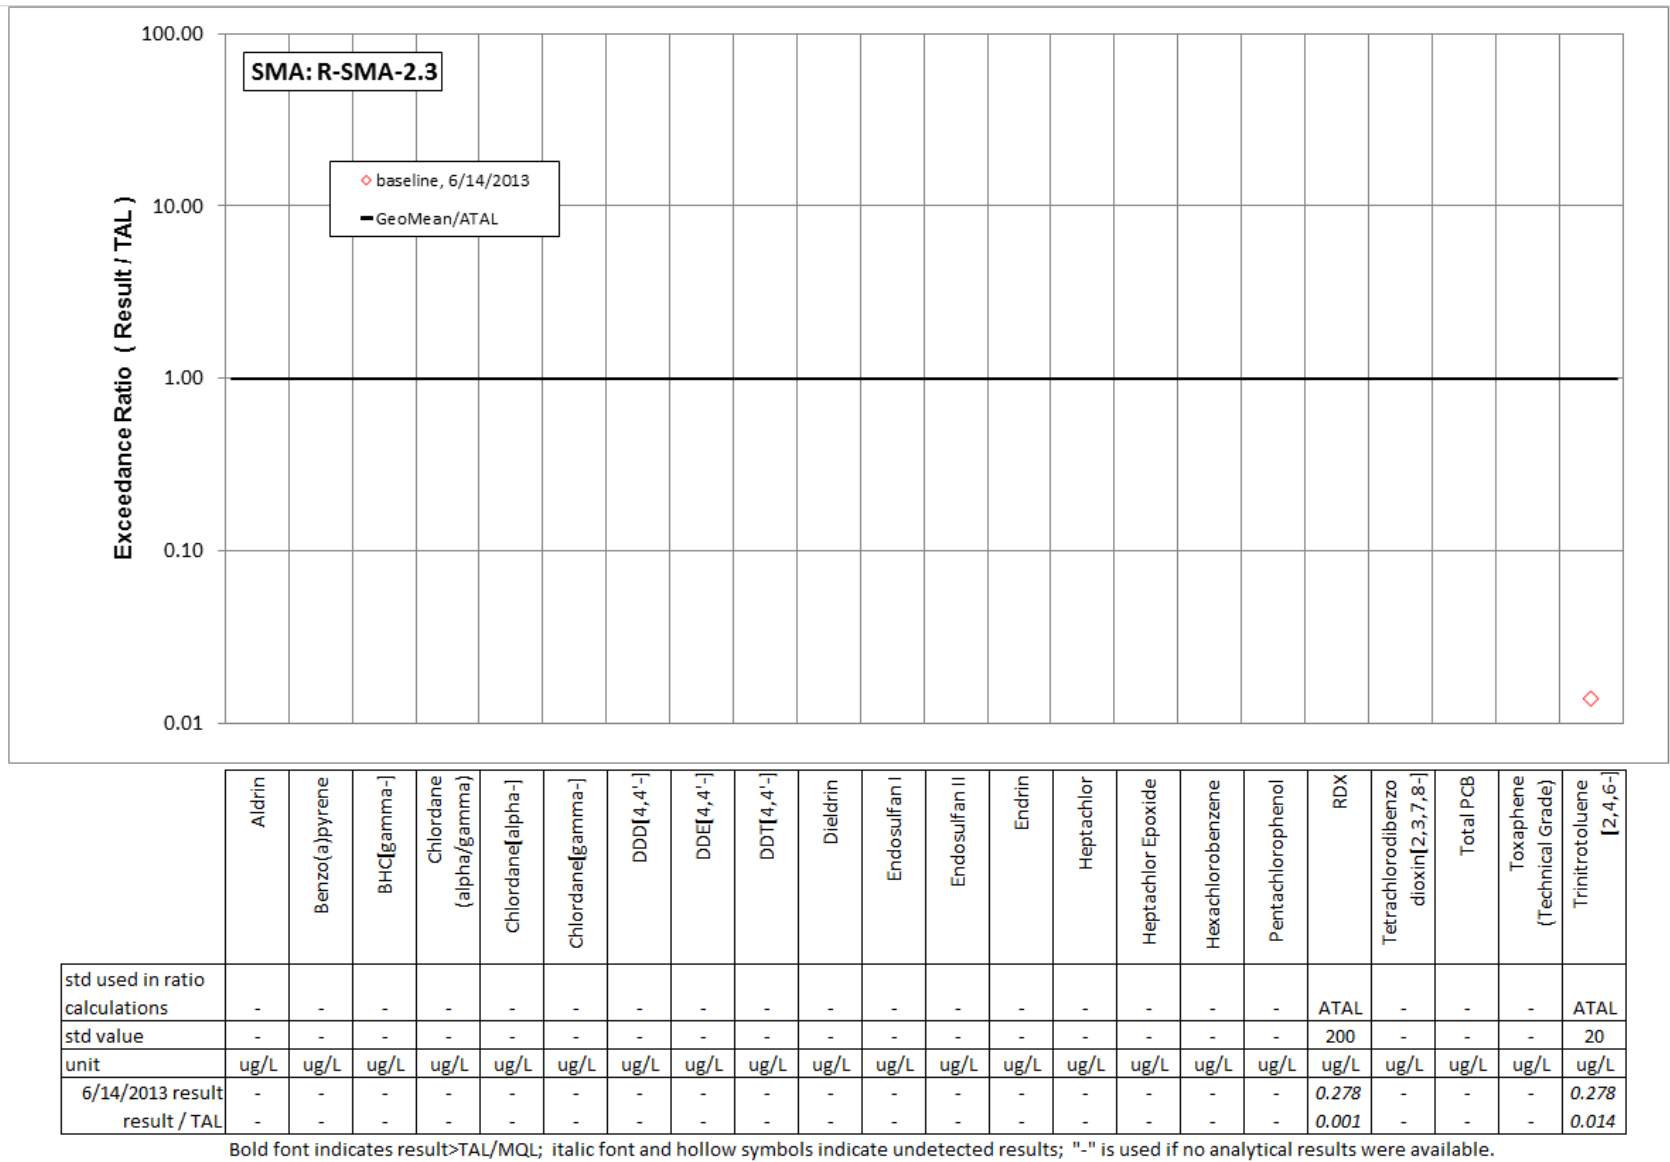 100.00
SMA: R-SMA-2.3
baseline, 6/14/2013
GeoMean/ATAL
10.00
1.00
0.10
0.01
Exceedance Ratio ( Result / TAL )
Aldrin
Benzo(a)pyrene
BHC[gamma-]
Chlordane
(alpha/gamma)
Chlordane[alpha-]
Chlordane[gamma-]
DDD[4,4'-]
DDE[4,4'-]
DDT[4,4'-]
Dieldrin
Endosulfan I
Endosulfan II
Endrin
Heptachlor
Heptachlor Epoxide
Hexachlorobenzene
Pentachlorophenol
RDX
Tetrachlorodibenzo
dioxin[2,3,7,8-]
Total PCB
Toxaphene
(Technical Grade)
Trinitrotoluene
[2,4,6-]
std used in ratio
calculations - - - - - - - - - - - - - - - - - ATAL - - - ATAL
std value - - - - - - - - - - - - - - - - - 200 - - - 20
unit ug/L ug/L ug/L ug/L ug/L ug/L ug/L ug/L ug/L ug/L ug/L ug/L ug/L ug/L ug/L ug/L ug/L ug/L ug/L ug/L ug/L ug/L
6/14/2013 result - - - - - - - - - - - - - - - - - 0.278 - - - 0.278
result / TAL - - - - - - - - - - - - - - - - - 0.001 - - - 0.014
Bold font indicates result>TAL/MQL; italic font and hollow symbols indicate undetected results; "-" is used if no analytical results were available.